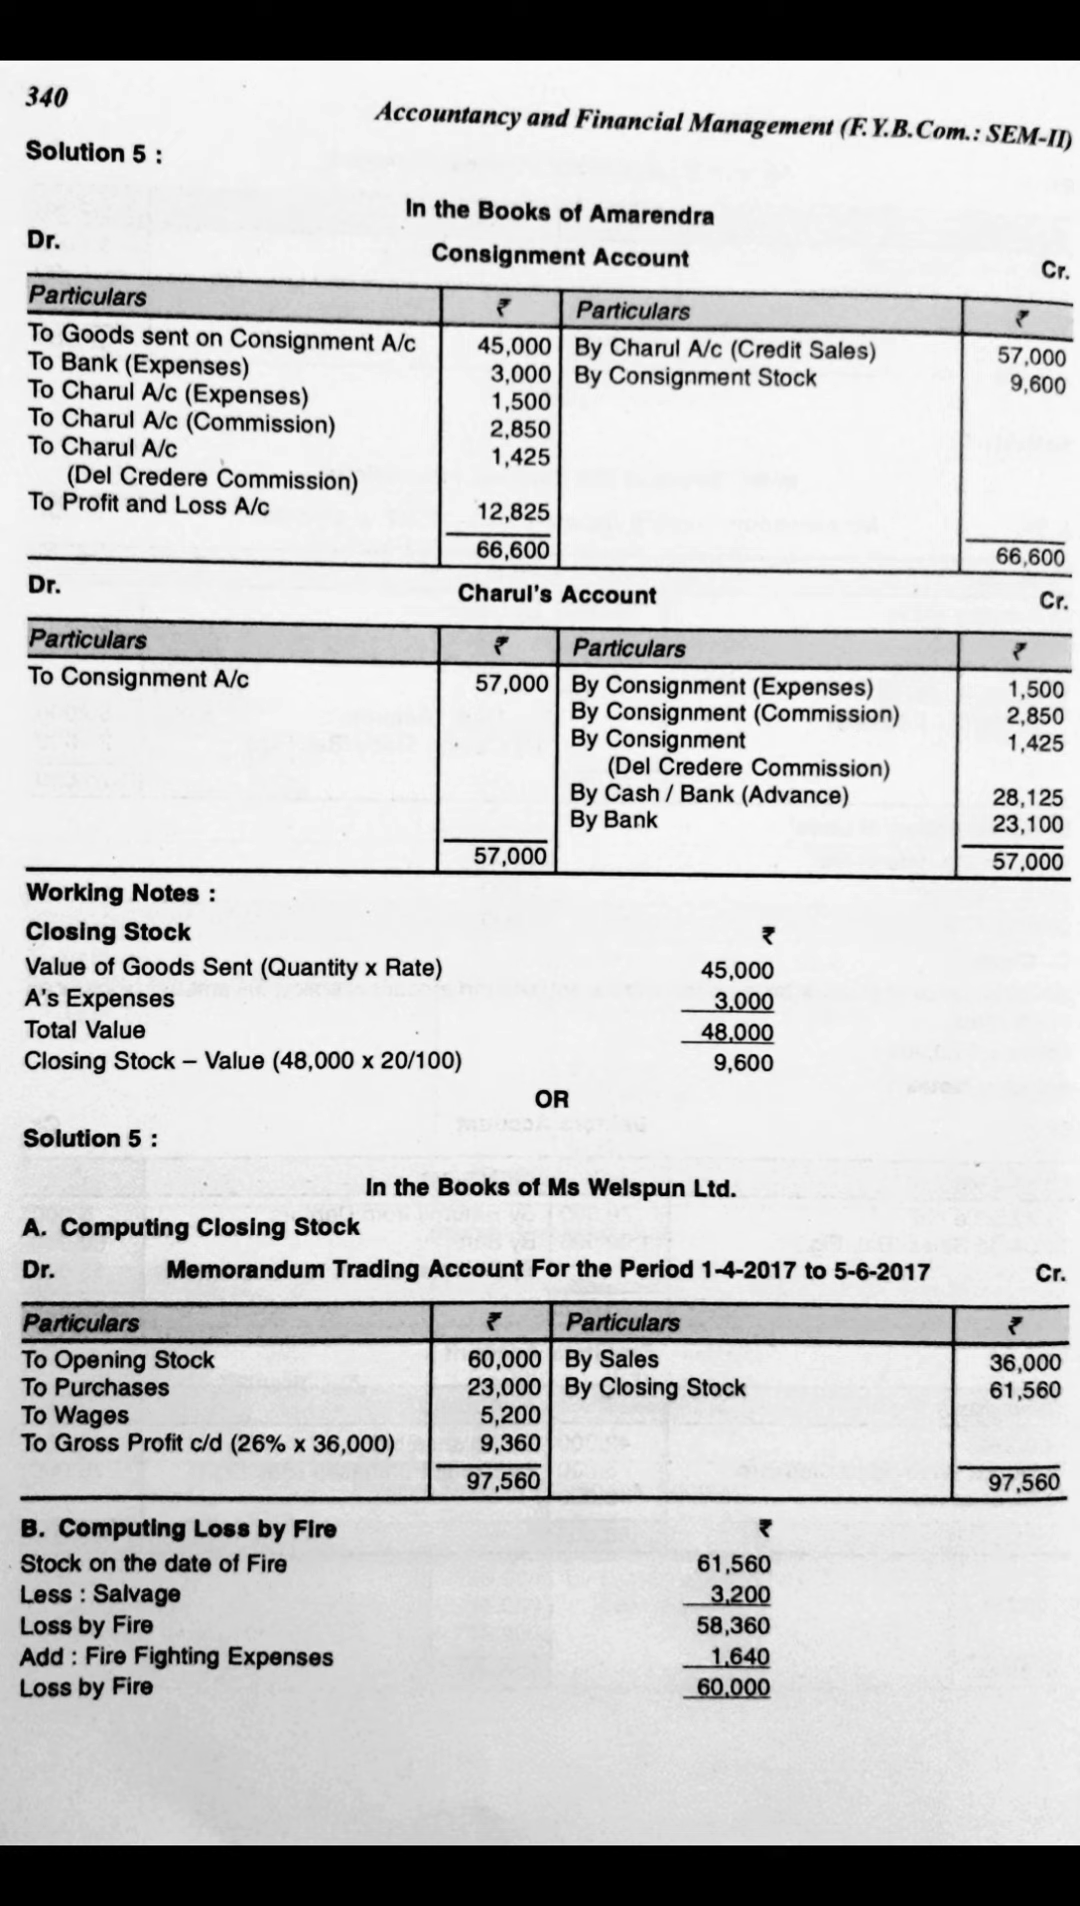 340
Accountancy and Financial Management (F.Y.B.Com.: SEM-II)
Solution 5 :
In the Books of Amarendra
Dr. Consignment Account Cr.
Particulars ₹ Particulars ₹
To Goods sent on Consignment A/c 45,000 By Charul A/c (Credit Sales) 57,000
To Bank (Expenses) 3,000 By Consignment Stock 9,600
To Charul A/c (Expenses) 1,500
To Charul A/c (Commission) 2,850
To Charul A/c 1,425
(Del Credere Commission)
To Profit and Loss A/c 12,825
66,600 66,600
Dr. Charul's Account Cr.
Particulars ₹ Particulars ₹
To Consignment A/c 57,000 By Consignment (Expenses) 1,500
By Consignment (Commission) 2,850
By Consignment 1,425
(Del Credere Commission)
By Cash / Bank (Advance) 28,125
By Bank 23,100
57,000 57,000
Working Notes :
Closing Stock ₹
Value of Goods Sent (Quantity x Rate) 45,000
A's Expenses 3,000
Total Value 48,000
Closing Stock – Value (48,000 x 20/100) 9,600
OR
Solution 5 :
In the Books of Ms Welspun Ltd.
A. Computing Closing Stock
Dr. Memorandum Trading Account For the Period 1-4-2017 to 5-6-2017 Cr.
Particulars ₹ Particulars ₹
To Opening Stock 60,000 By Sales 36,000
To Purchases 23,000 By Closing Stock 61,560
To Wages 5,200
To Gross Profit c/d (26% x 36,000) 9,360
97,560 97,560
B. Computing Loss by Fire ₹
Stock on the date of Fire 61,560
Less : Salvage 3,200
Loss by Fire 58,360
Add : Fire Fighting Expenses 1,640
Loss by Fire 60,000